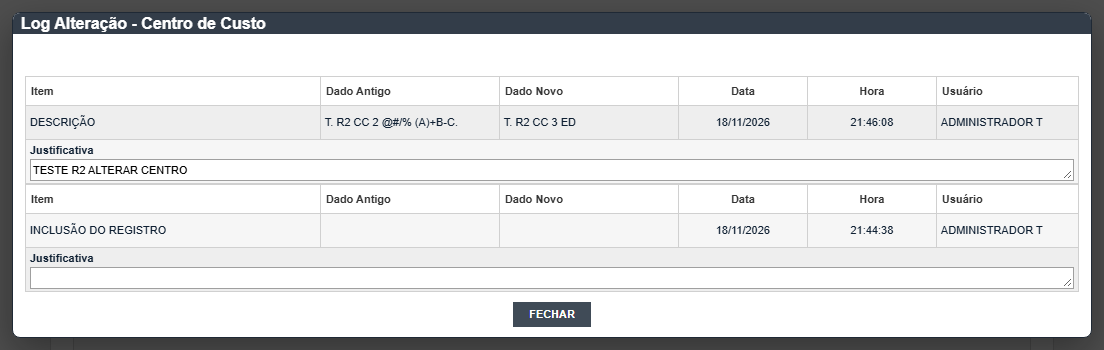 Log Alteração - Centro de Custo
Item Dado Antigo Dado Novo Data Hora Usuário
DESCRIÇÃO T. R2 CC 2 @#/% (A)+B-C. T. R2 CC 3 ED 18/11/2026 21:46:08 ADMINISTRADOR T
Justificativa
TESTE R2 ALTERAR CENTRO
Item Dado Antigo Dado Novo Data Hora Usuário
INCLUSÃO DO REGISTRO 18/11/2026 21:44:38 ADMINISTRADOR T
Justificativa
FECHAR